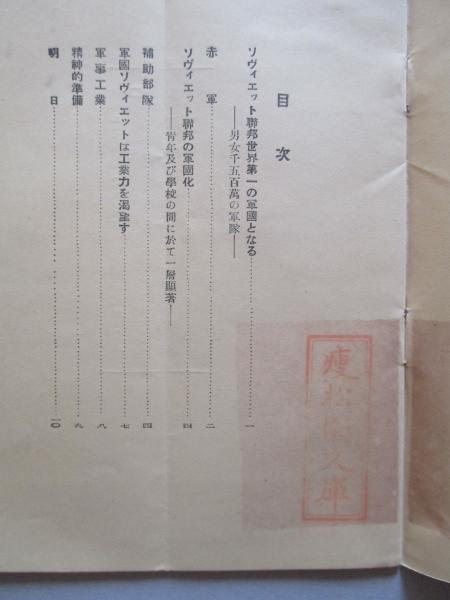 目次
ソヴィエット聯邦世界第一の軍國となる……………一
――男女千五百萬の軍隊――
赤軍……………二
ソヴィエット聯邦の軍國化……………四
――靑年及び學校の間に於て一層顯著――
補助部隊……………四
軍國ソヴィエットは工業力を渴望す……………七
軍事工業……………八
精神的準備……………九
明日……………一〇
文庫